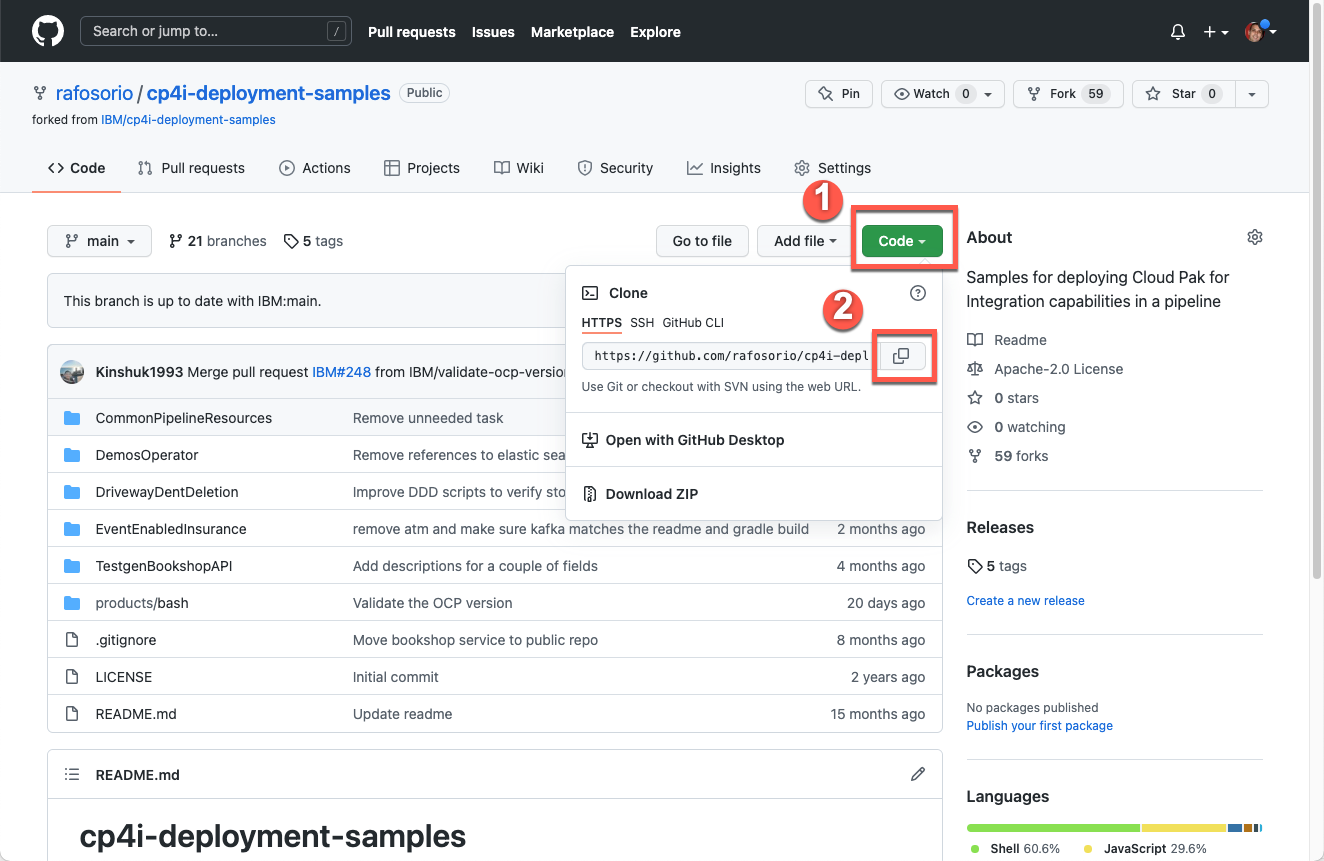 Search or jump to... /
Pull requests Issues Marketplace Explore
rafosorio / cp4i-deployment-samples Public
Pin Watch 0 Fork 59 Star 0
forked from IBM/cp4i-deployment-samples
Code Pull requests Actions Projects Wiki Security Insights Settings
1
main 21 branches 5 tags Go to file Add file Code
This branch is up to date with IBM:main.
Clone
2
HTTPS SSH GitHub CLI
https://github.com/rafosorio/cp4i-depl
Use Git or checkout with SVN using the web URL.
Open with GitHub Desktop
Download ZIP
Kinshuk1993 Merge pull request IBM#248 from IBM/validate-ocp-version
CommonPipelineResources Remove unneeded task
DemosOperator Remove references to elastic sea
DrivewayDentDeletion Improve DDD scripts to verify sto
EventEnabledInsurance remove atm and make sure kafka matches the readme and gradle build 2 months ago
TestgenBookshopAPI Add descriptions for a couple of fields 4 months ago
products/bash Validate the OCP version 20 days ago
.gitignore Move bookshop service to public repo 8 months ago
LICENSE Initial commit 2 years ago
README.md Update readme 15 months ago
README.md
cp4i-deployment-samples
About
Samples for deploying Cloud Pak for
Integration capabilities in a pipeline
Readme
Apache-2.0 License
0 stars
0 watching
59 forks
Releases
5 tags
Create a new release
Packages
No packages published
Publish your first package
Languages
Shell 60.6% JavaScript 29.6%